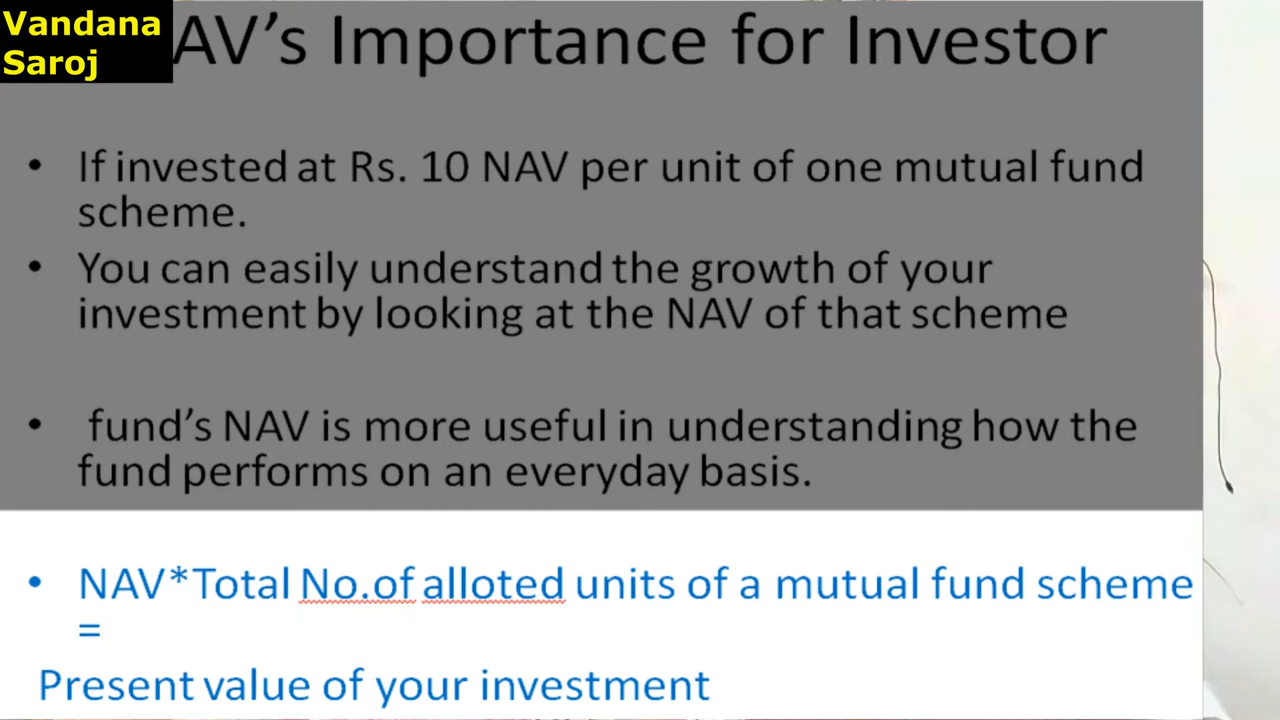 Vandana
Saroj
AV’s Importance for Investor
• If invested at Rs. 10 NAV per unit of one mutual fund
scheme.
• You can easily understand the growth of your
investment by looking at the NAV of that scheme
• fund’s NAV is more useful in understanding how the
fund performs on an everyday basis.
• NAV*Total No.of alloted units of a mutual fund scheme
=
Present value of your investment